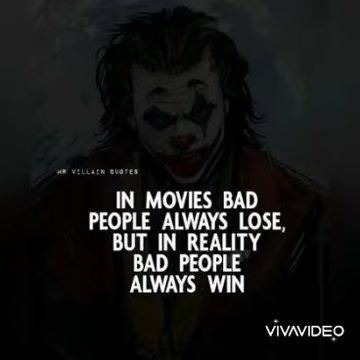 MR VILLAIN QUOTES
IN MOVIES BAD
PEOPLE ALWAYS LOSE,
BUT IN REALITY
BAD PEOPLE
ALWAYS WIN
VIVAVIDEO